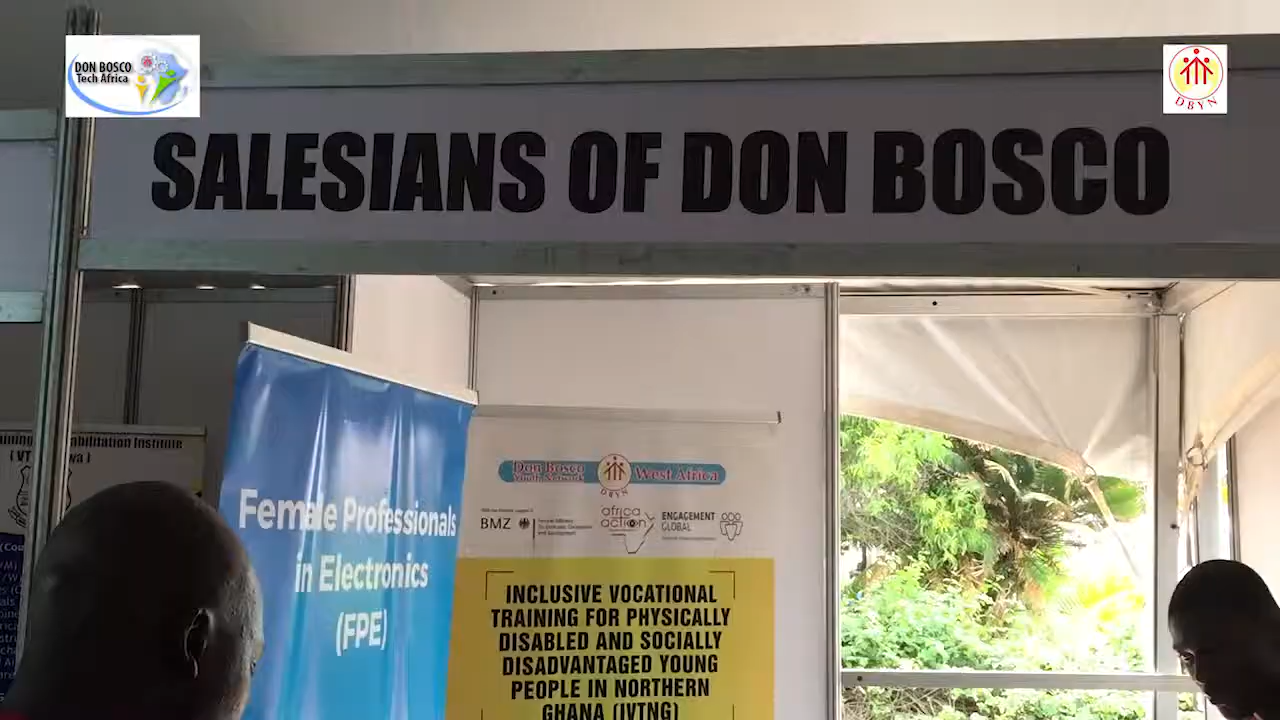 DON BOSCO
Tech Africa
DBYN
SALESIANS OF DON BOSCO
Female Professionals
in Electronics
(FPE)
Don Bosco
Youth Network
West Africa
DBYN
BMZ
africa
action
ENGAGEMENT
GLOBAL
INCLUSIVE VOCATIONAL
TRAINING FOR PHYSICALLY
DISABLED AND SOCIALLY
DISADVANTAGED YOUNG
PEOPLE IN NORTHERN
GHANA (IVTNG)
Institute